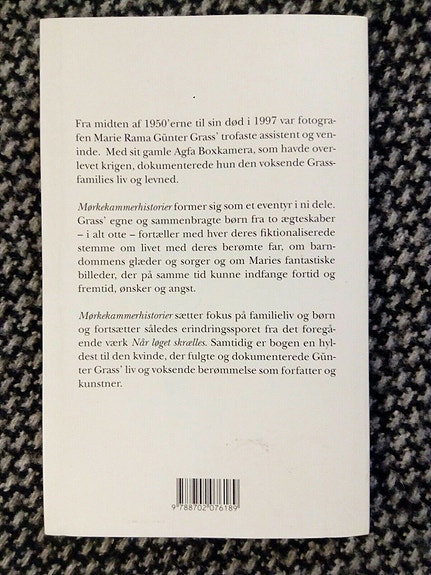 Fra midten af 1950'erne til sin død i 1997 var fotogra-
fen Marie Rama Günter Grass' trofaste assistent og ven-
inde. Med sit gamle Agfa Boxkamera, som havde over-
levet krigen, dokumenterede hun den voksende Grass-
families liv og levned.
Mørkekammerhistorier former sig som et eventyr i ni dele.
Grass' egne og sammenbragte børn fra to ægteskaber
– i alt otte – fortæller med hver deres fiktionaliserede
stemme om livet med deres berømte far, om barn-
dommens glæder og sorger og om Maries fantastiske
billeder, der på samme tid kunne indfange fortid og
fremtid, ønsker og angst.
Mørkekammerhistorier sætter fokus på familieliv og børn
og fortsætter således erindringssporet fra det foregå-
ende værk Når løget skrælles. Samtidig er bogen en hyl-
dest til den kvinde, der fulgte og dokumenterede Gün-
ter Grass' liv og voksende berømmelse som forfatter og
kunstner.
9 788702 076189